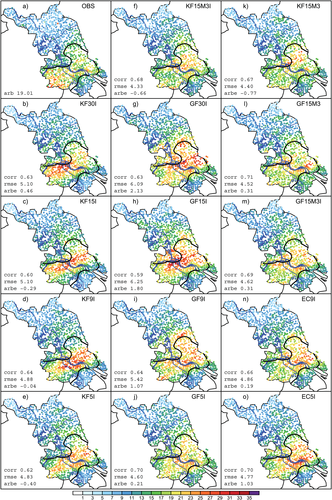 a) OBS
arb 19.01
f) KF15M3I
corr 0.68
rmse 4.33
arbe -0.66
k) KF15M3
corr 0.67
rmse 4.40
arbe -0.77
b) KF30I
corr 0.63
rmse 5.10
arbe 0.46
g) GF30I
corr 0.63
rmse 6.09
arbe 2.13
l) GF15M3
corr 0.71
rmse 4.52
arbe 0.31
c) KF15I
corr 0.60
rmse 5.10
arbe -0.29
h) GF15I
corr 0.59
rmse 6.25
arbe 1.80
m) GF15M3I
corr 0.69
rmse 4.62
arbe 0.31
d) KF9I
corr 0.64
rmse 4.88
arbe -0.04
i) GF9I
corr 0.64
rmse 5.42
arbe 1.07
n) EC9I
corr 0.66
rmse 4.86
arbe 0.19
e) KF5I
corr 0.62
rmse 4.83
arbe -0.40
j) GF5I
corr 0.70
rmse 4.60
arbe 0.21
o) EC5I
corr 0.70
rmse 4.77
arbe 1.03
1 3 5 7 9 11 13 15 17 19 21 23 25 27 29 31 33 35